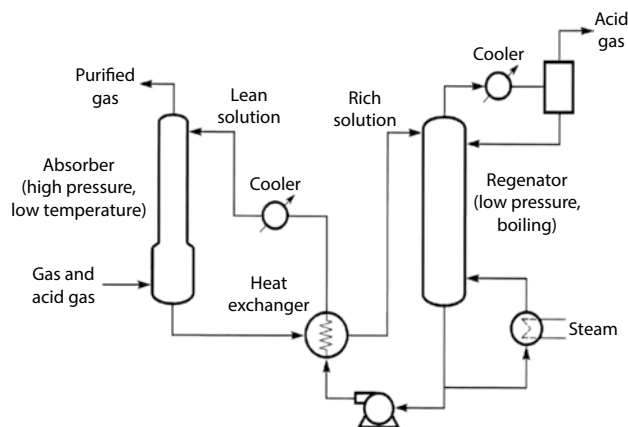 Acid
gas
Cooler
Purified
gas
Lean
solution
Rich
solution
Absorber
(high pressure,
low temperature)
Cooler
Regenator
(low pressure,
boiling)
Gas and
acid gas
Heat
exchanger
Steam